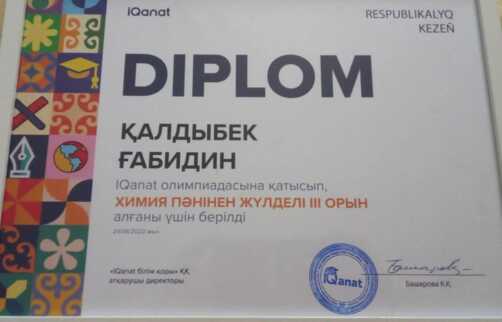 iQanat
RESPUBLIKALYQ
KEZEŃ
DIPLOM
ҚАЛДЫБЕК
ҒАБИДИН
IQanat олимпиадасына қатысып,
ХИМИЯ ПӘНІНЕН ЖҮЛДЕЛІ III ОРЫН
алғаны үшін берілді
«IQanat білім қоры» ҚҚ
атқарушы директоры
iQanat
Башарова Қ.Қ.